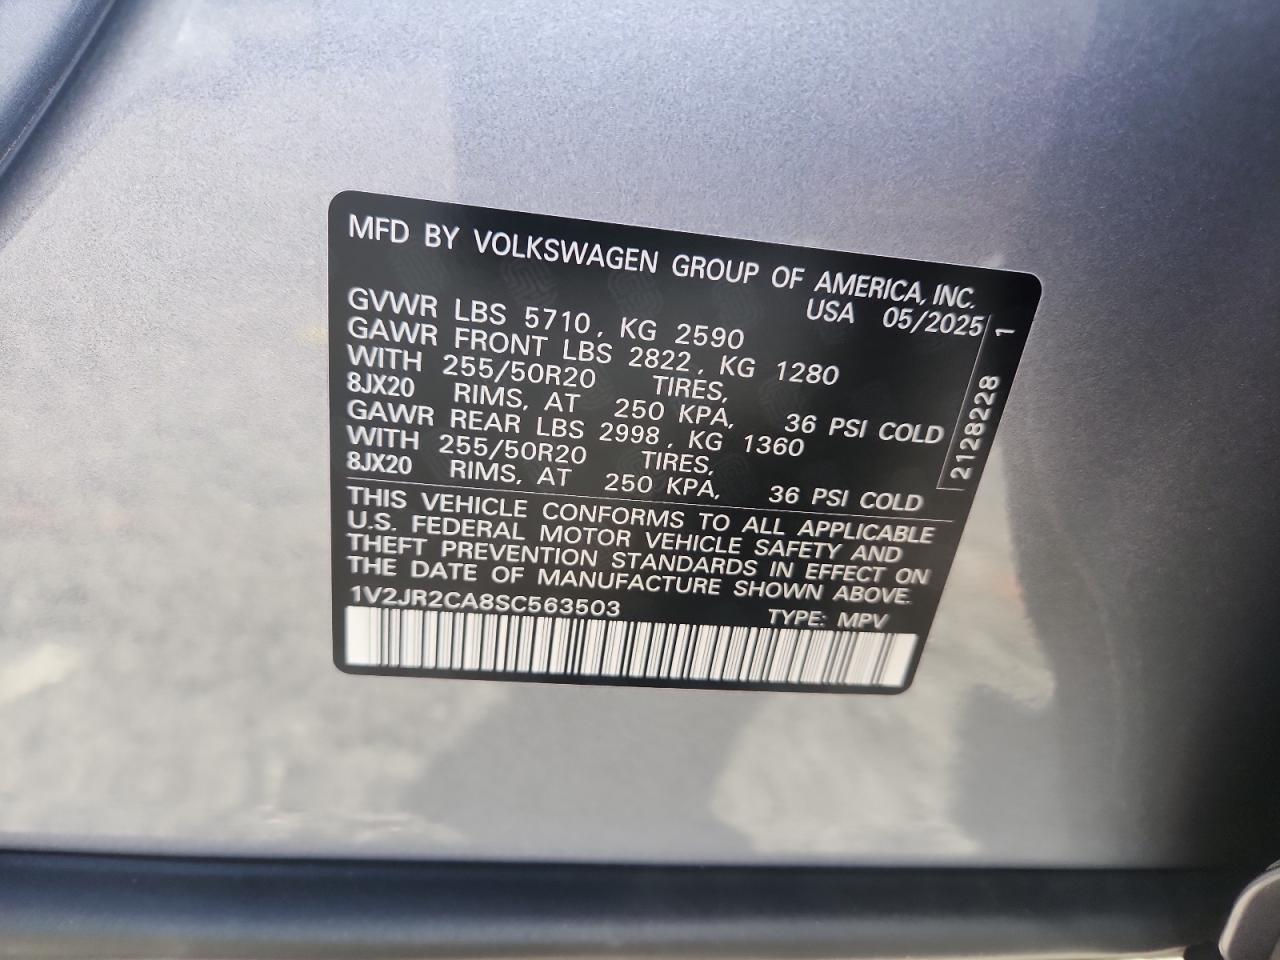 MFD BY VOLKSWAGEN GROUP OF AMERICA, INC.
USA 05/2025
GVWR LBS 5710, KG 2590
GAWR FRONT LBS 2822, KG 1280
WITH 255/50R20 TIRES,
8JX20 RIMS, AT 250 KPA, 36 PSI COLD
GAWR REAR LBS 2998, KG 1360
WITH 255/50R20 TIRES,
8JX20 RIMS, AT 250 KPA, 36 PSI COLD
2128228 1
THIS VEHICLE CONFORMS TO ALL APPLICABLE
U.S. FEDERAL MOTOR VEHICLE SAFETY AND
THEFT PREVENTION STANDARDS IN EFFECT ON
THE DATE OF MANUFACTURE SHOWN ABOVE.
1V2JR2CA8SC563503 TYPE: MPV